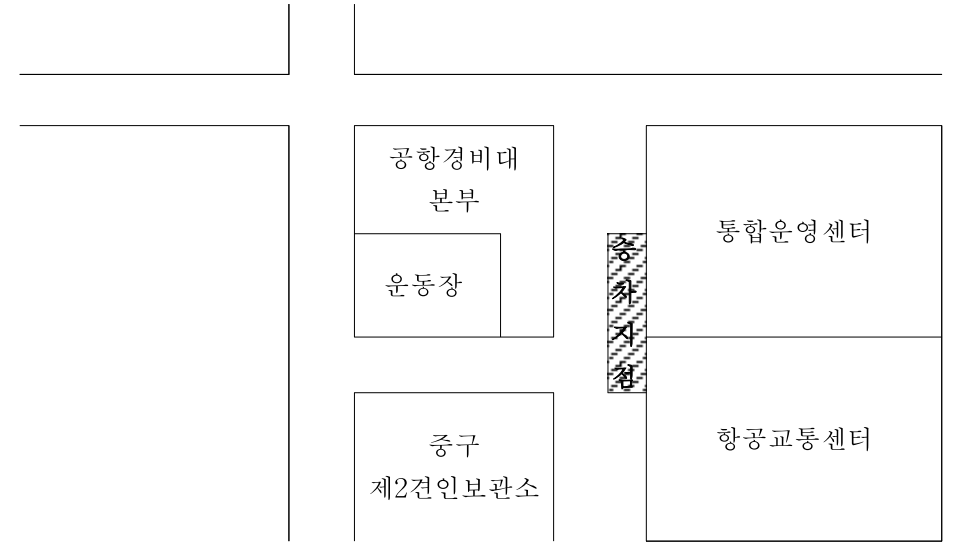 공항경비대
본부
통합운영센터
승차지점
운동장
중구
제2견인보관소
항공교통센터